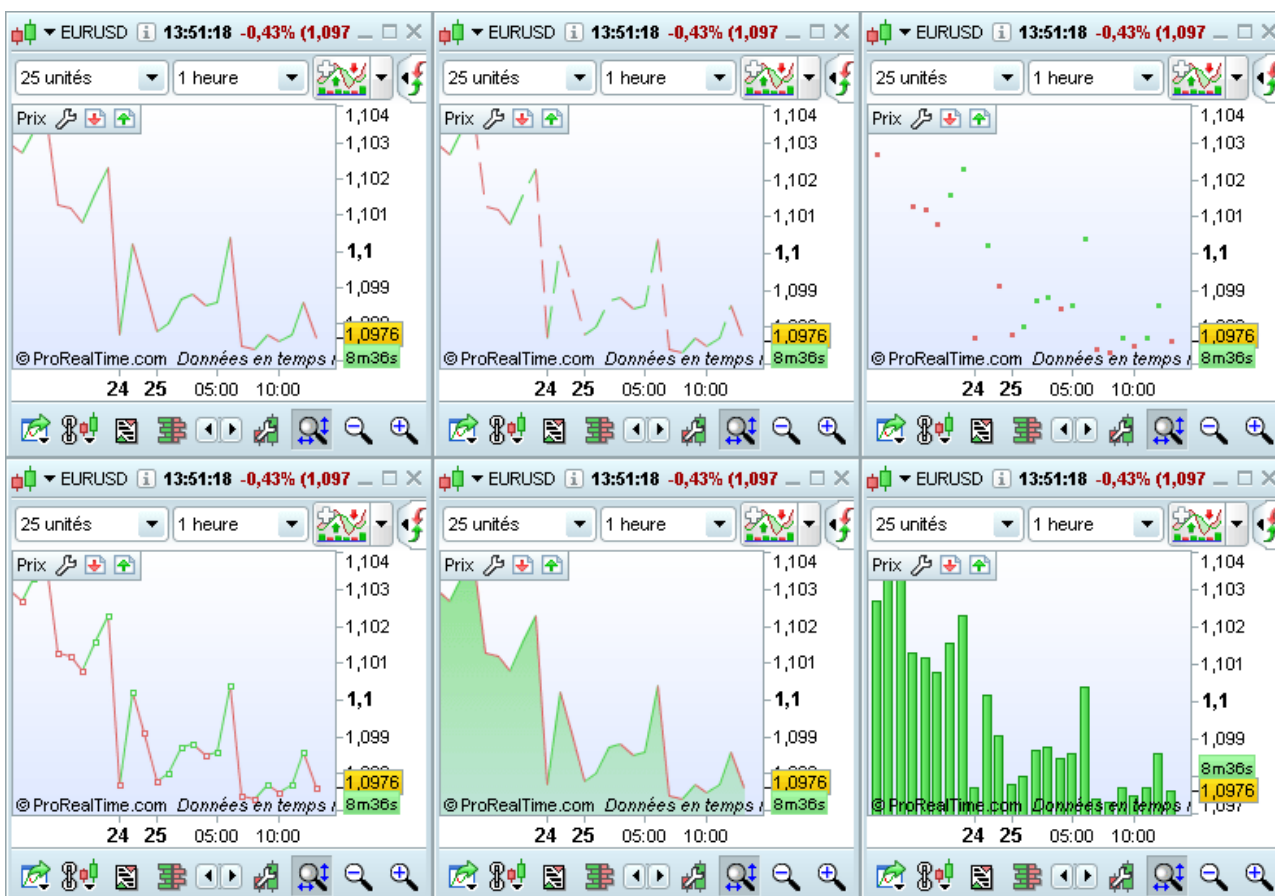 EURUSD 13:51:18 -0,43% (1,097
25 unités 1 heure
Prix
1,104
1,103
1,102
1,101
1,1
1,099
1,0976
8m36s
© ProRealTime.com Données en temps
24 25 05:00 10:00
EURUSD 13:51:18 -0,43% (1,097
25 unités 1 heure
Prix
1,104
1,103
1,102
1,101
1,1
1,099
1,0976
8m36s
© ProRealTime.com Données en temps
24 25 05:00 10:00
EURUSD 13:51:18 -0,43% (1,097
25 unités 1 heure
Prix
1,104
1,103
1,102
1,101
1,1
1,099
1,0976
8m36s
© ProRealTime.com Données en temps
24 25 05:00 10:00
EURUSD 13:51:18 -0,43% (1,097
25 unités 1 heure
Prix
1,104
1,103
1,102
1,101
1,1
1,099
1,0976
8m36s
© ProRealTime.com Données en temps
24 25 05:00 10:00
EURUSD 13:51:18 -0,43% (1,097
25 unités 1 heure
Prix
1,104
1,103
1,102
1,101
1,1
1,099
1,0976
8m36s
© ProRealTime.com Données en temps
24 25 05:00 10:00
EURUSD 13:51:18 -0,43% (1,097
25 unités 1 heure
Prix
1,104
1,103
1,102
1,101
1,1
1,099
8m36s
1,0976
1,097
© ProRealTime.com Données en temps
24 25 05:00 10:00